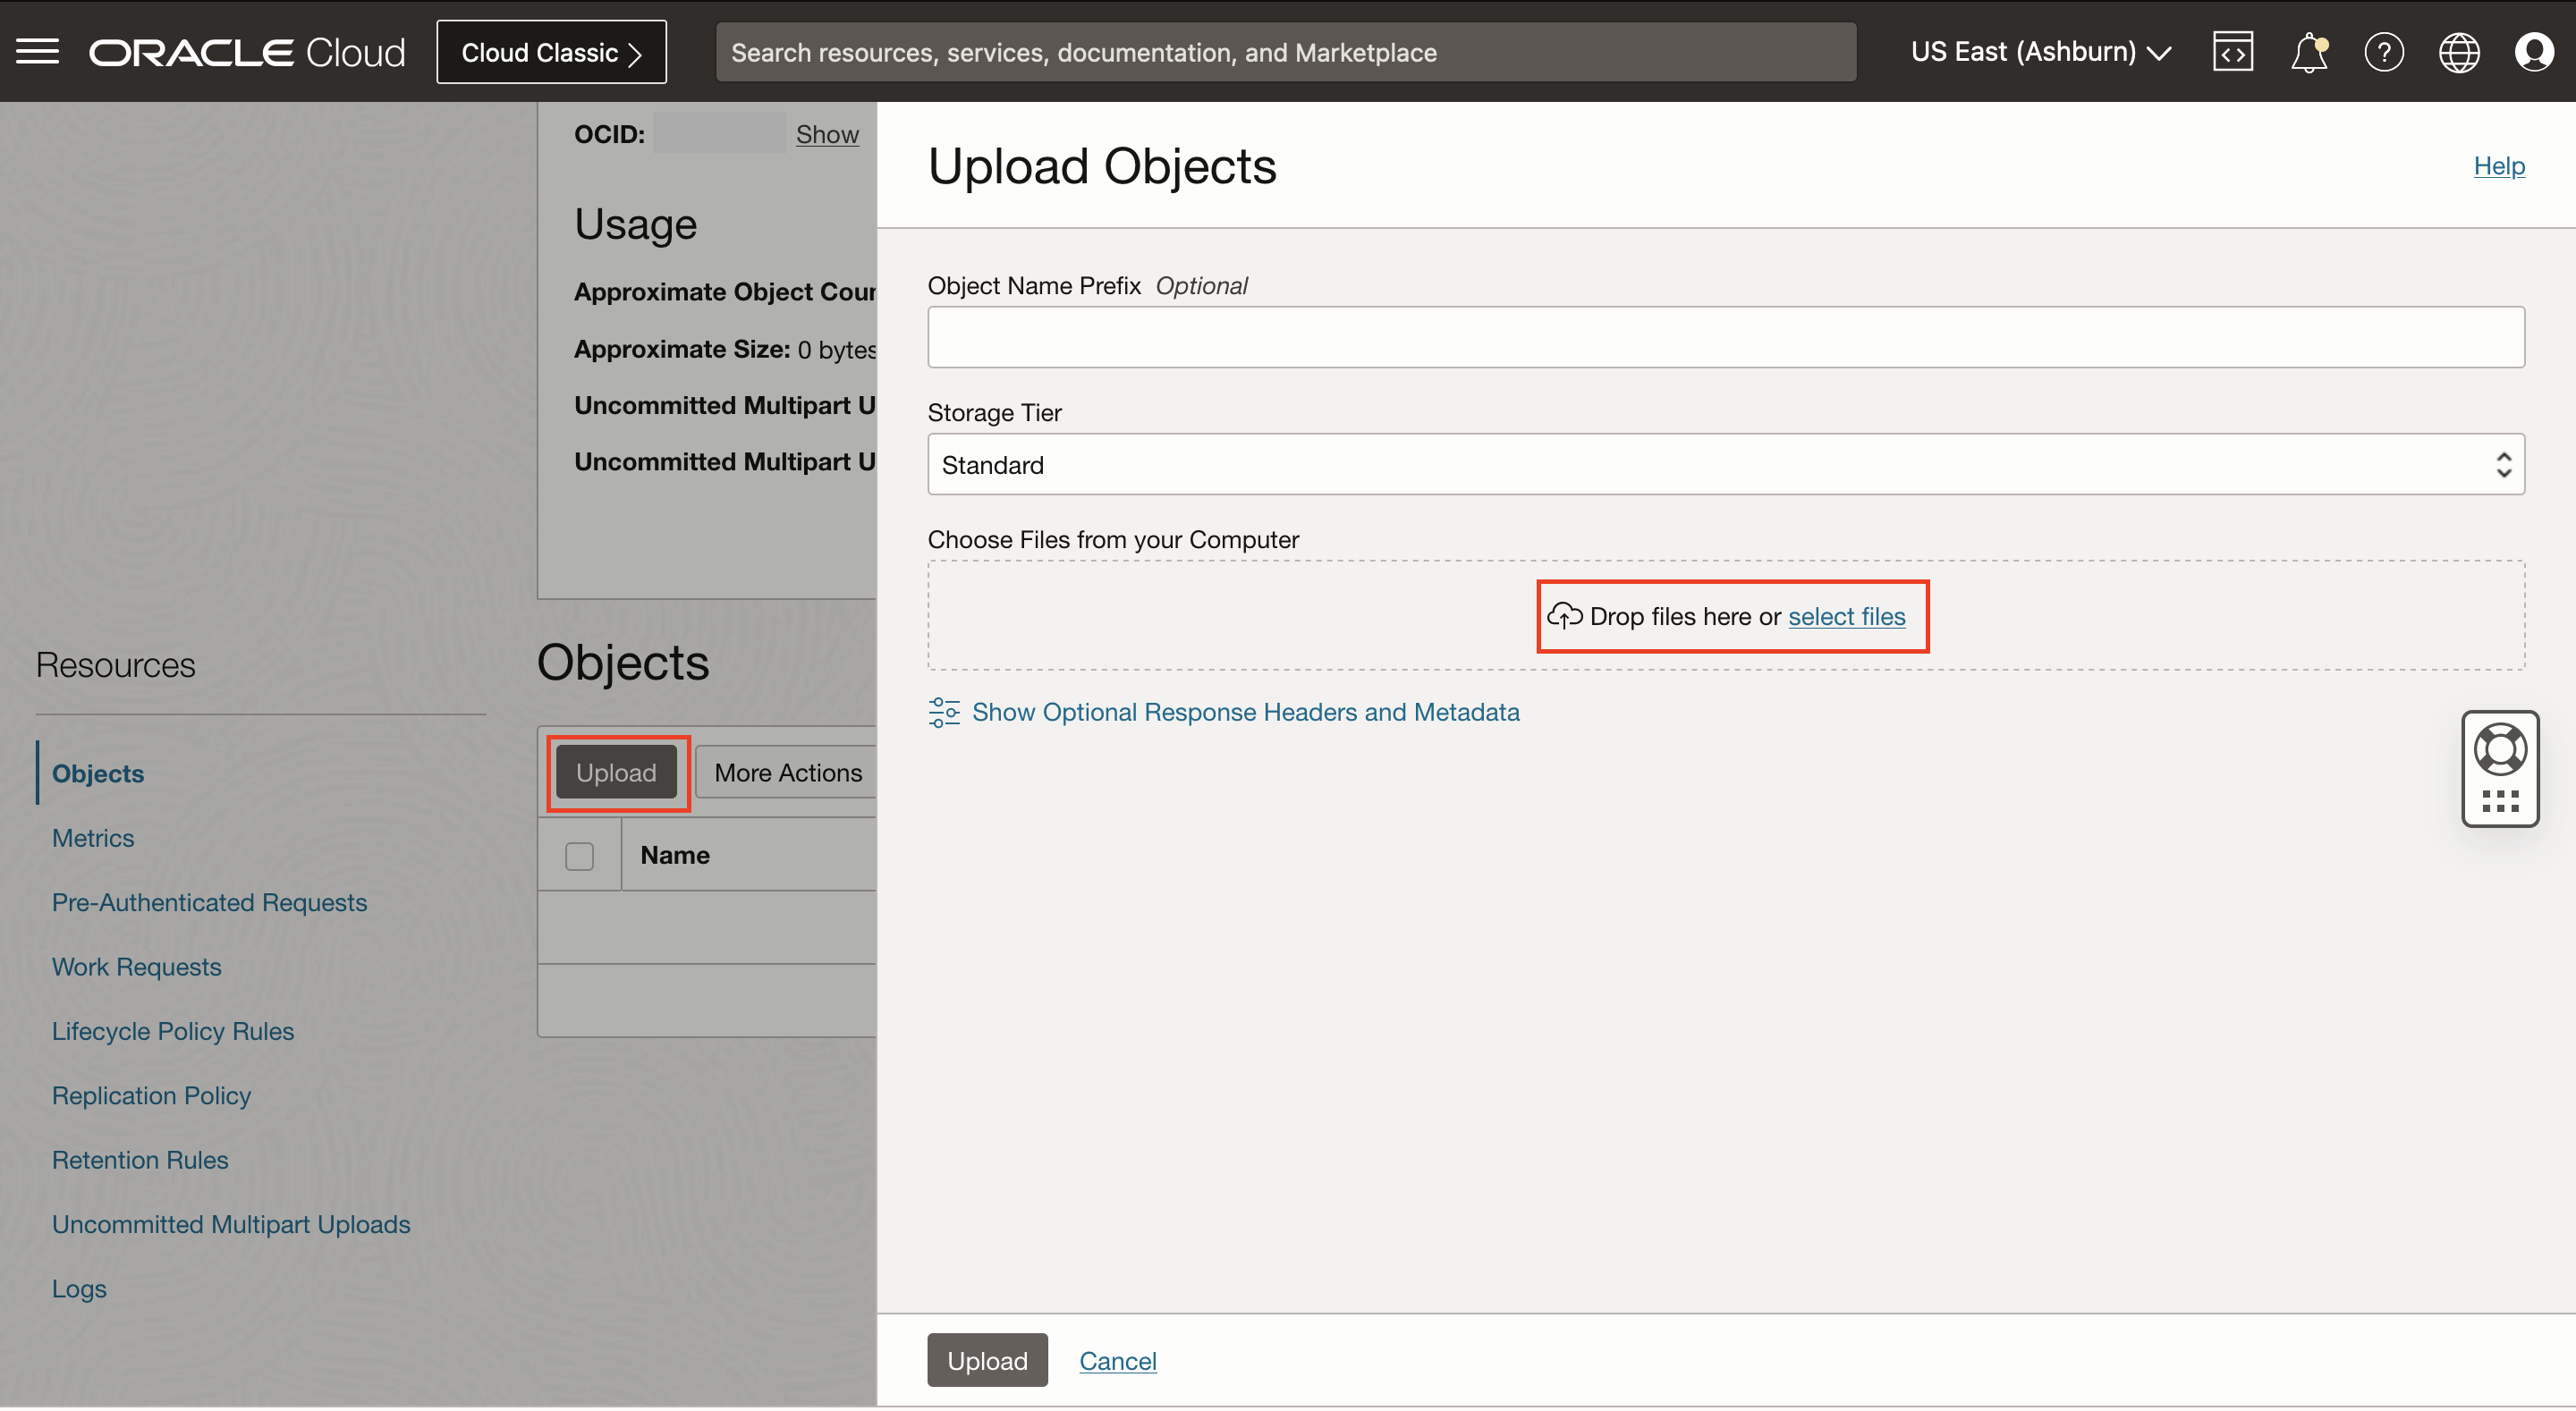 ORACLE Cloud
Cloud Classic
Search resources, services, documentation, and Marketplace
US East (Ashburn)
OCID: Show
Usage
Approximate Object Coun
Approximate Size: 0 bytes
Uncommitted Multipart U
Uncommitted Multipart U
Resources
Objects
Metrics
Pre-Authenticated Requests
Work Requests
Lifecycle Policy Rules
Replication Policy
Retention Rules
Uncommitted Multipart Uploads
Logs
Objects
Upload
More Actions
Name
Upload Objects
Help
Object Name Prefix Optional
Storage Tier
Standard
Choose Files from your Computer
Drop files here or select files
Show Optional Response Headers and Metadata
Upload
Cancel